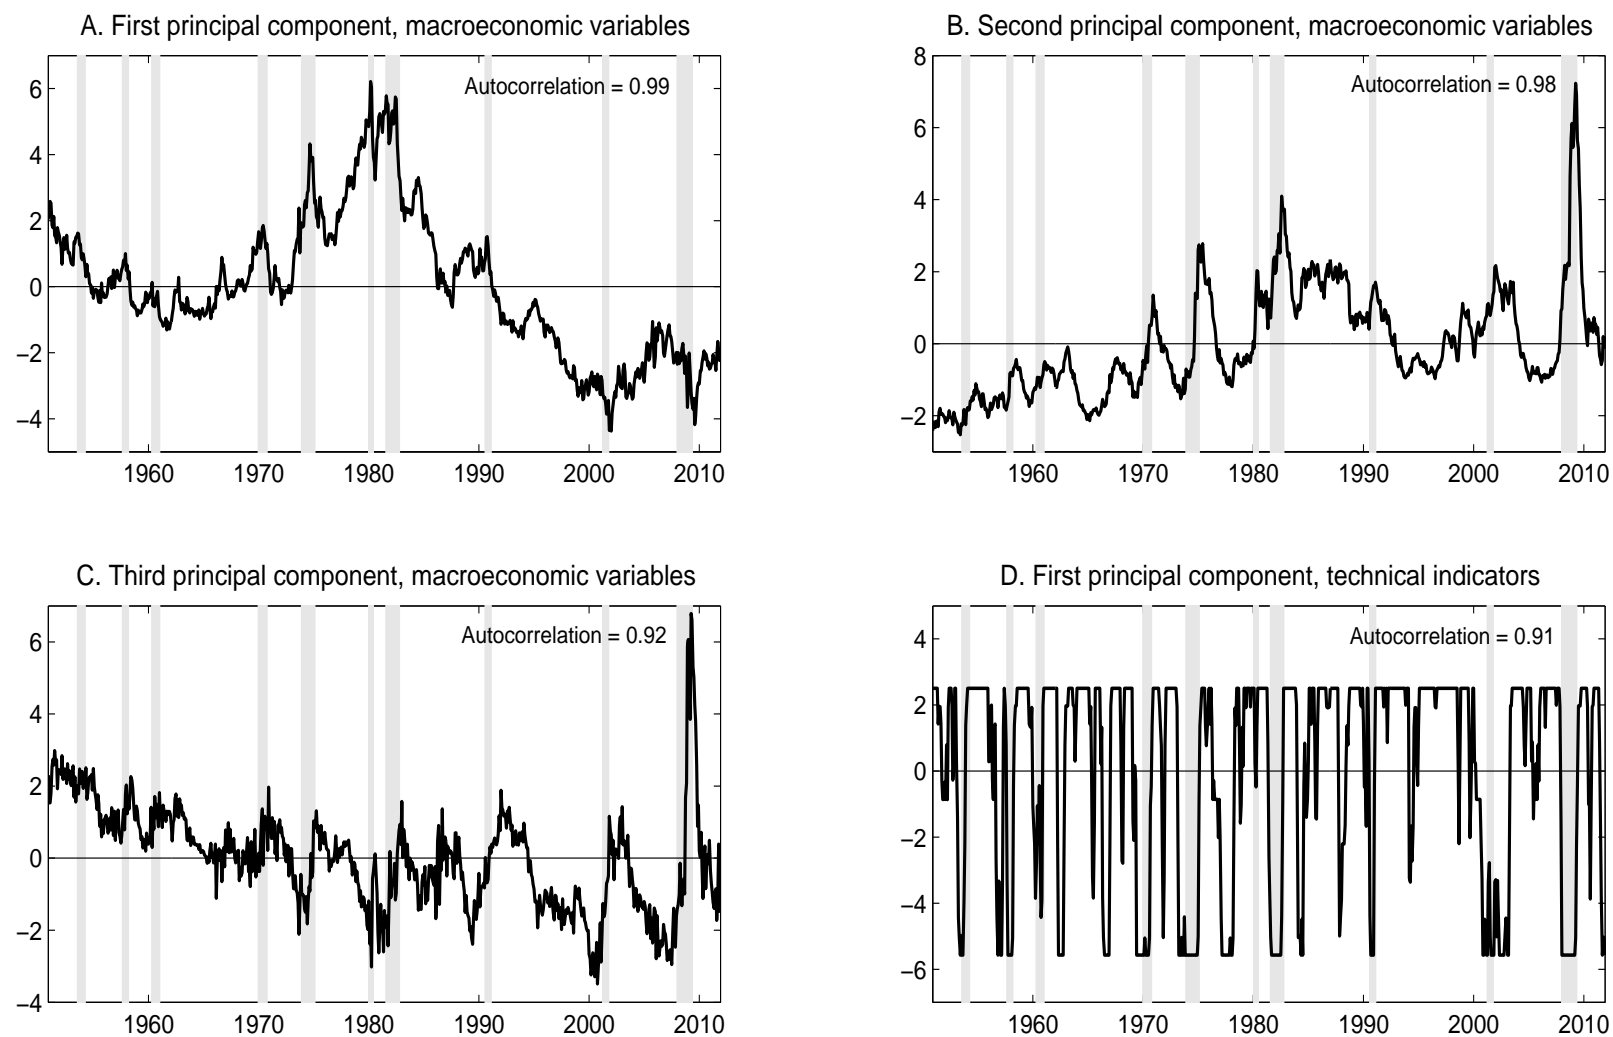 A. First principal component, macroeconomic variables
Autocorrelation = 0.99
6
4
2
0
−2
−4
1960 1970 1980 1990 2000 2010
B. Second principal component, macroeconomic variables
Autocorrelation = 0.98
8
6
4
2
0
−2
1960 1970 1980 1990 2000 2010
C. Third principal component, macroeconomic variables
Autocorrelation = 0.92
6
4
2
0
−2
−4
1960 1970 1980 1990 2000 2010
D. First principal component, technical indicators
Autocorrelation = 0.91
4
2
0
−2
−4
−6
1960 1970 1980 1990 2000 2010